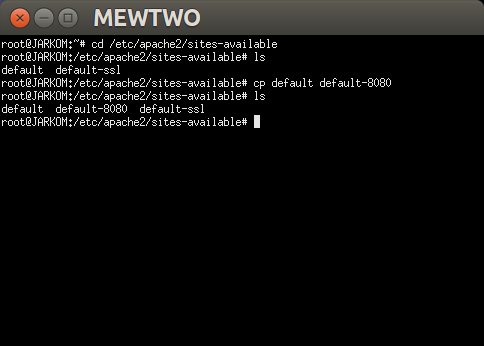 MEWTWO
root@JARKOM:~# cd /etc/apache2/sites-available
root@JARKOM:/etc/apache2/sites-available# ls
default  default-ssl
root@JARKOM:/etc/apache2/sites-available# cp default default-8080
root@JARKOM:/etc/apache2/sites-available# ls
default  default-8080  default-ssl
root@JARKOM:/etc/apache2/sites-available#